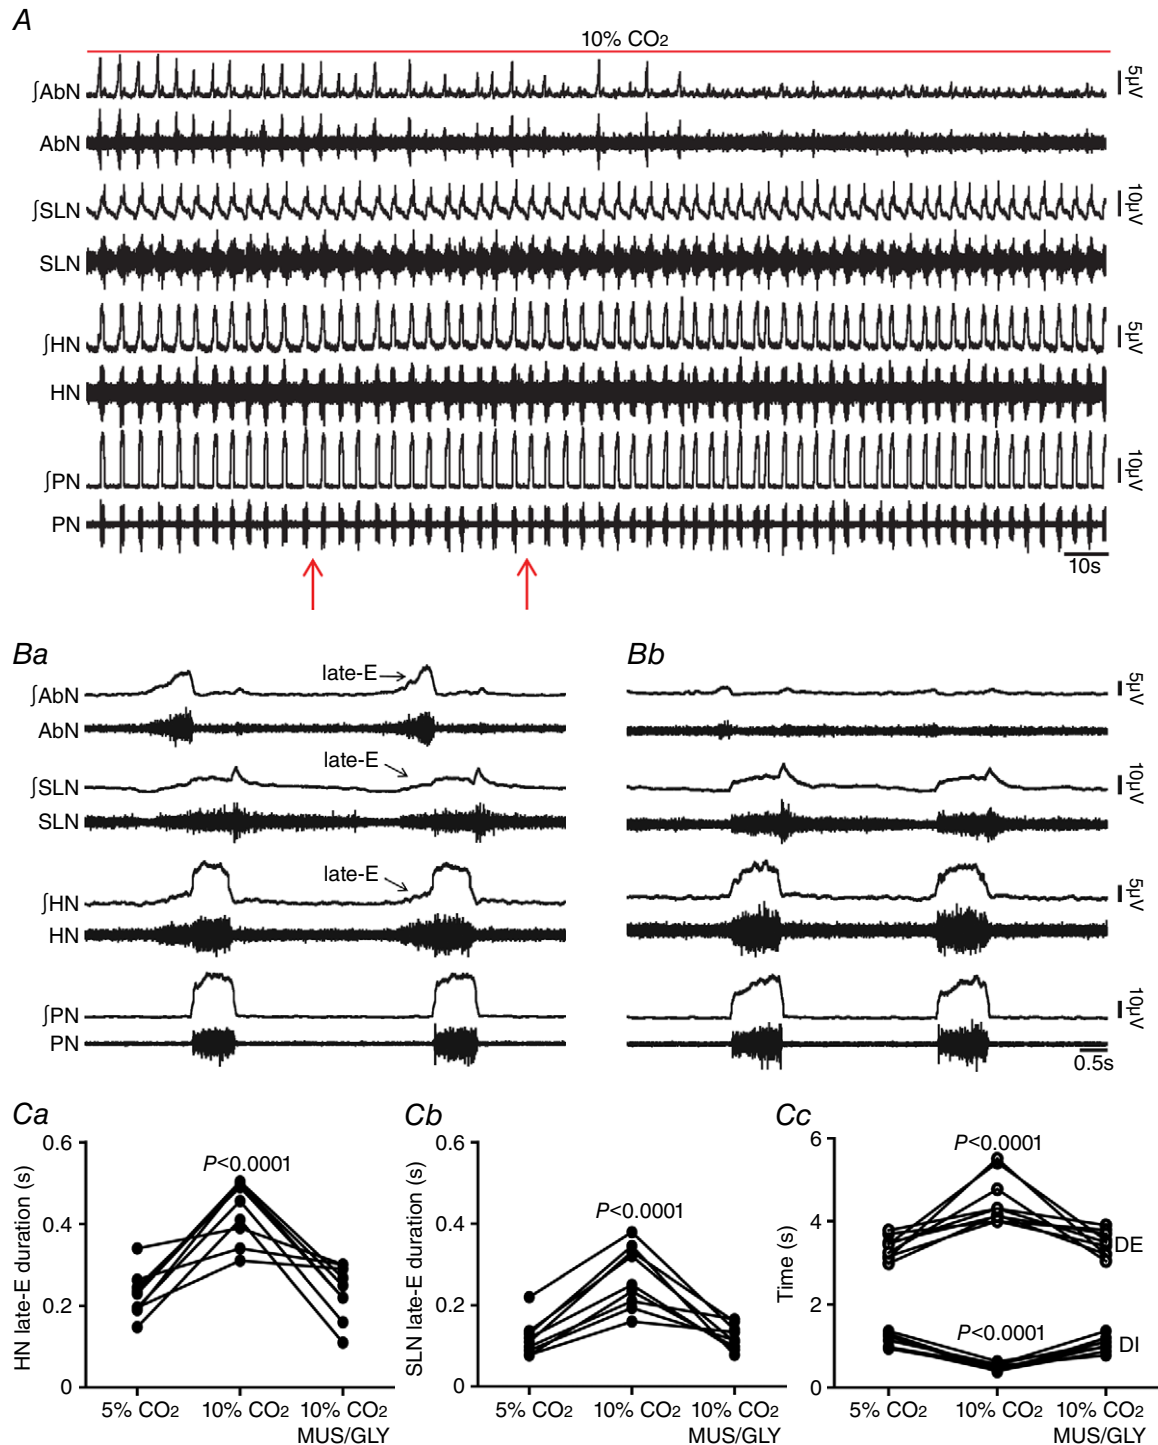 A
10% CO2
∫AbN
5µV
AbN
∫SLN
10µV
SLN
∫HN
5µV
HN
∫PN
10µV
PN
10s
Ba
Bb
late-E
∫AbN
5µV
AbN
late-E
∫SLN
10µV
SLN
late-E
∫HN
5µV
HN
∫PN
10µV
PN
0.5s
Ca
HN late-E duration (s)
0.6
0.4
0.2
0
P<0.0001
5% CO2
10% CO2
10% CO2
MUS/GLY
Cb
SLN late-E duration (s)
0.6
0.4
0.2
0
P<0.0001
5% CO2
10% CO2
10% CO2
MUS/GLY
Cc
Time (s)
6
4
2
0
P<0.0001
DE
P<0.0001
DI
5% CO2
10% CO2
10% CO2
MUS/GLY